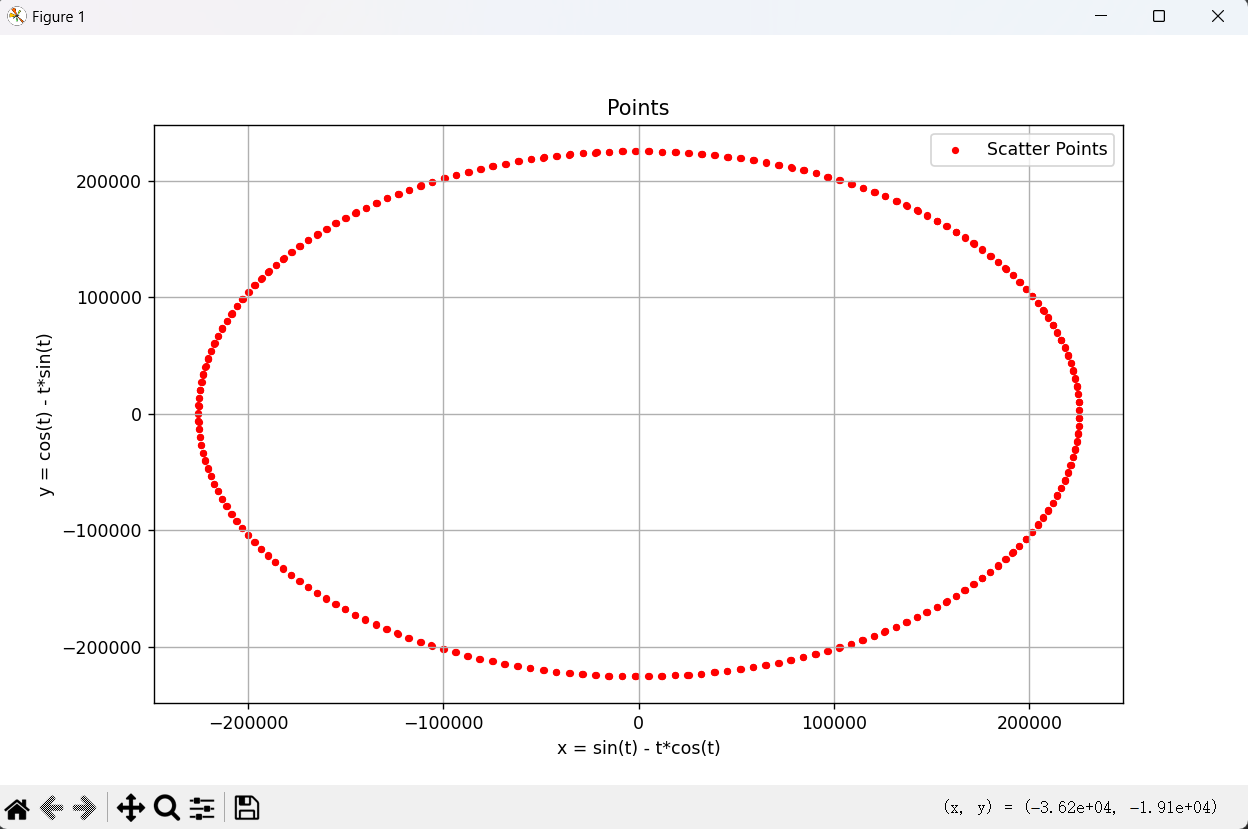 Figure 1
Points
Scatter Points
200000
100000
0
−100000
−200000
y = cos(t) - t*sin(t)
−200000 −100000 0 100000 200000
x = sin(t) - t*cos(t)
(x, y) = (−3.62e+04, −1.91e+04)